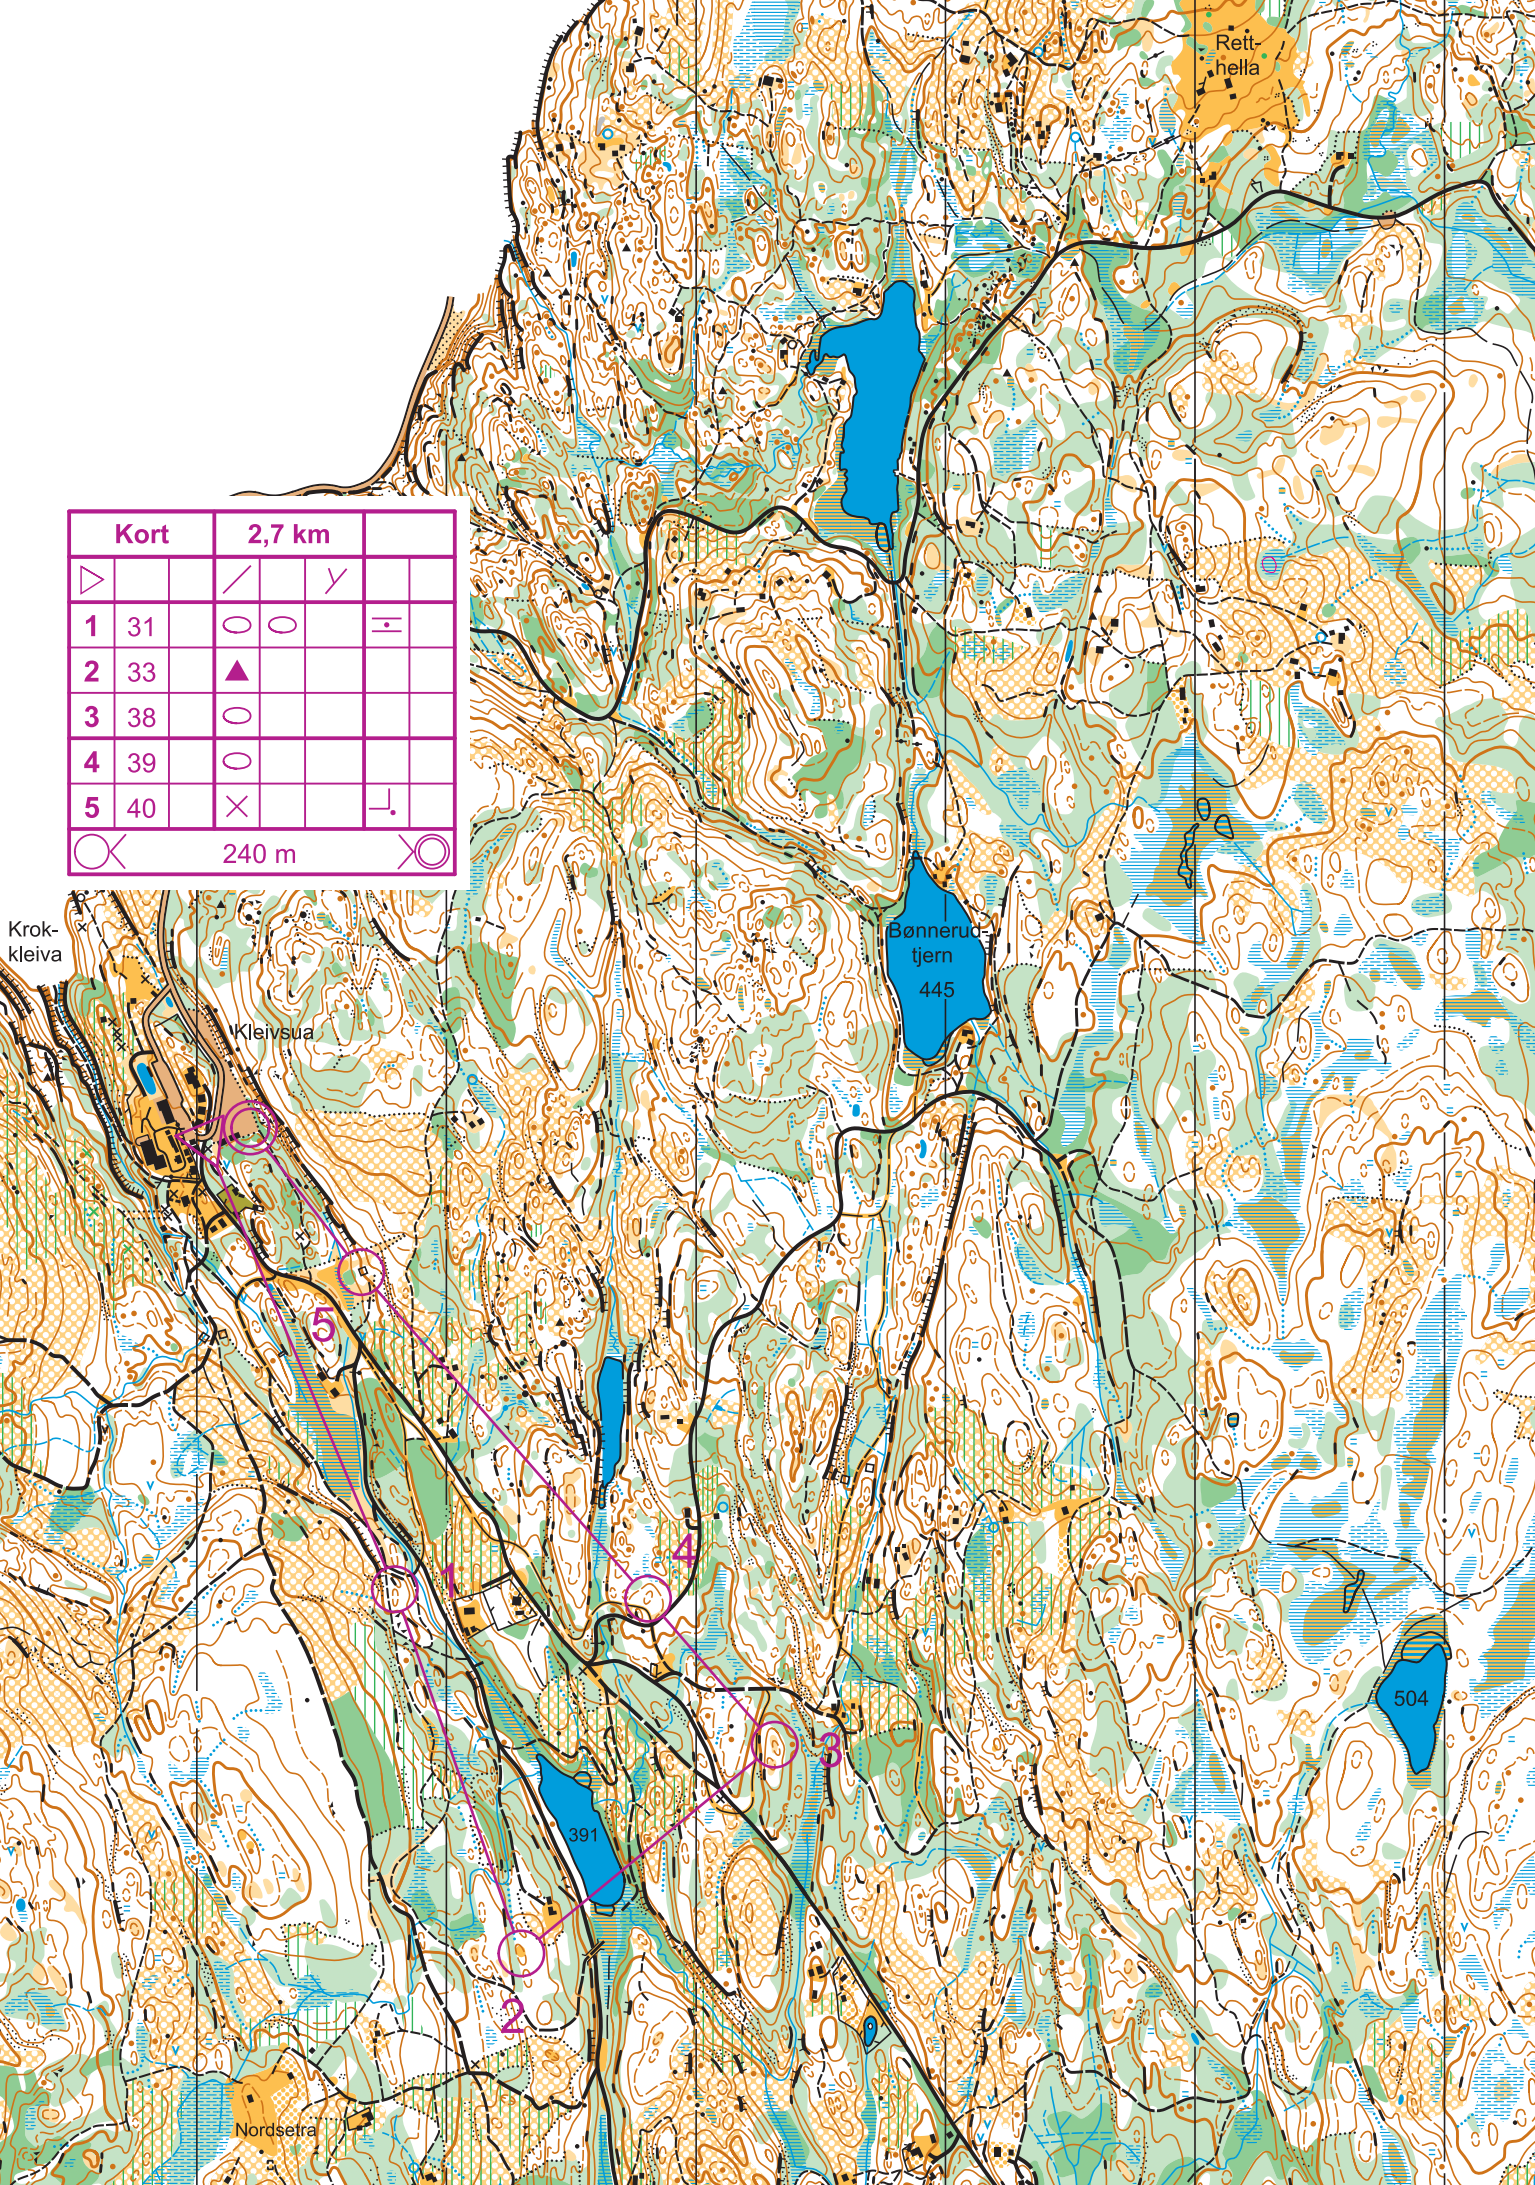 Rett-
hella
Kort 2,7 km
1 31
2 33
3 38
4 39
5 40
240 m
Krok-
kleiva
Kleivsua
Bønnerud-
tjern
445
5
4
1
504
3
391
2
Nordsetra